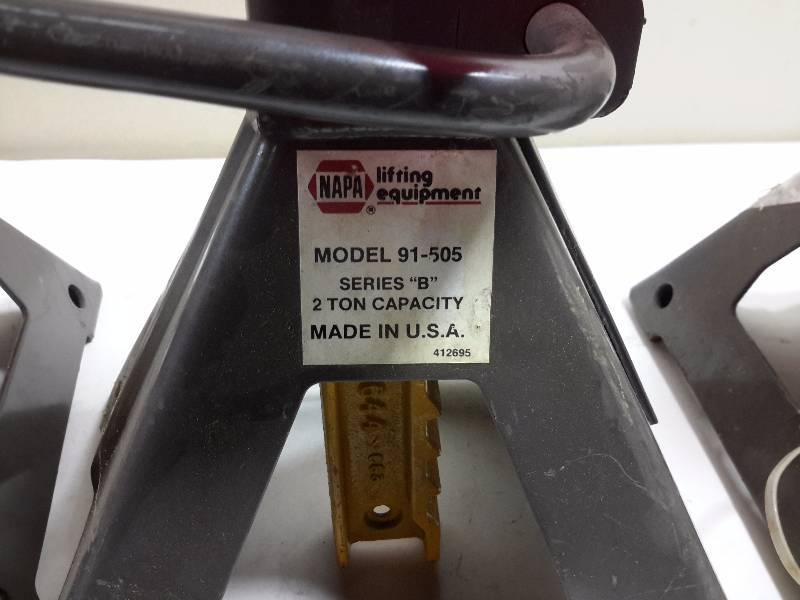 NAPA ®
lifting
equipment
MODEL 91-505
SERIES "B"
2 TON CAPACITY
MADE IN U.S.A.
412695